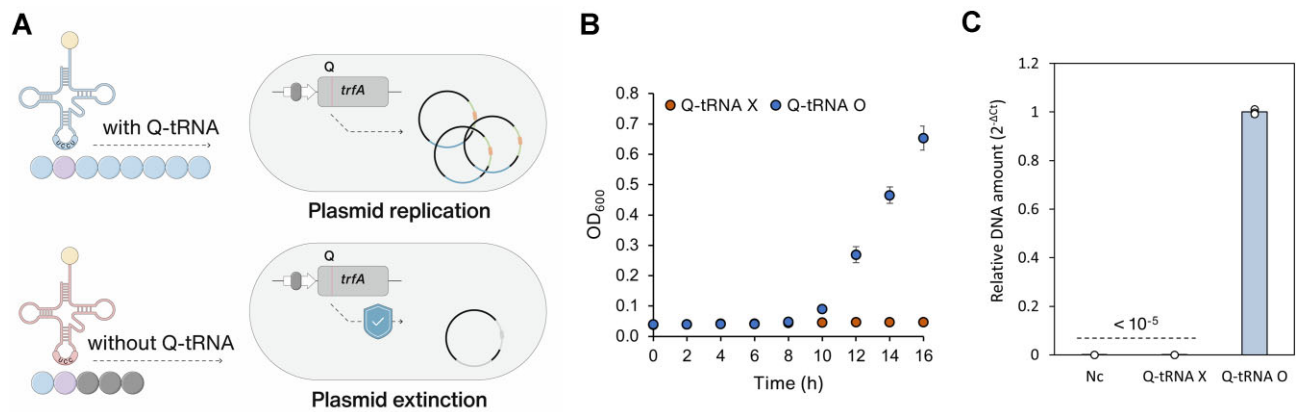 A
Q
trfA
with Q-tRNA
UCCU
Plasmid replication
Q
trfA
without Q-tRNA
UCC
Plasmid extinction
B
Q-tRNA X Q-tRNA O
0.8
0.7
0.6
0.5
0.4
0.3
0.2
0.1
0.0
OD600
0 2 4 6 8 10 12 14 16
Time (h)
C
Relative DNA amount (2-ΔCt)
1.2
1
0.8
0.6
0.4
0.2
0
< 10-5
Nc Q-tRNA X Q-tRNA O